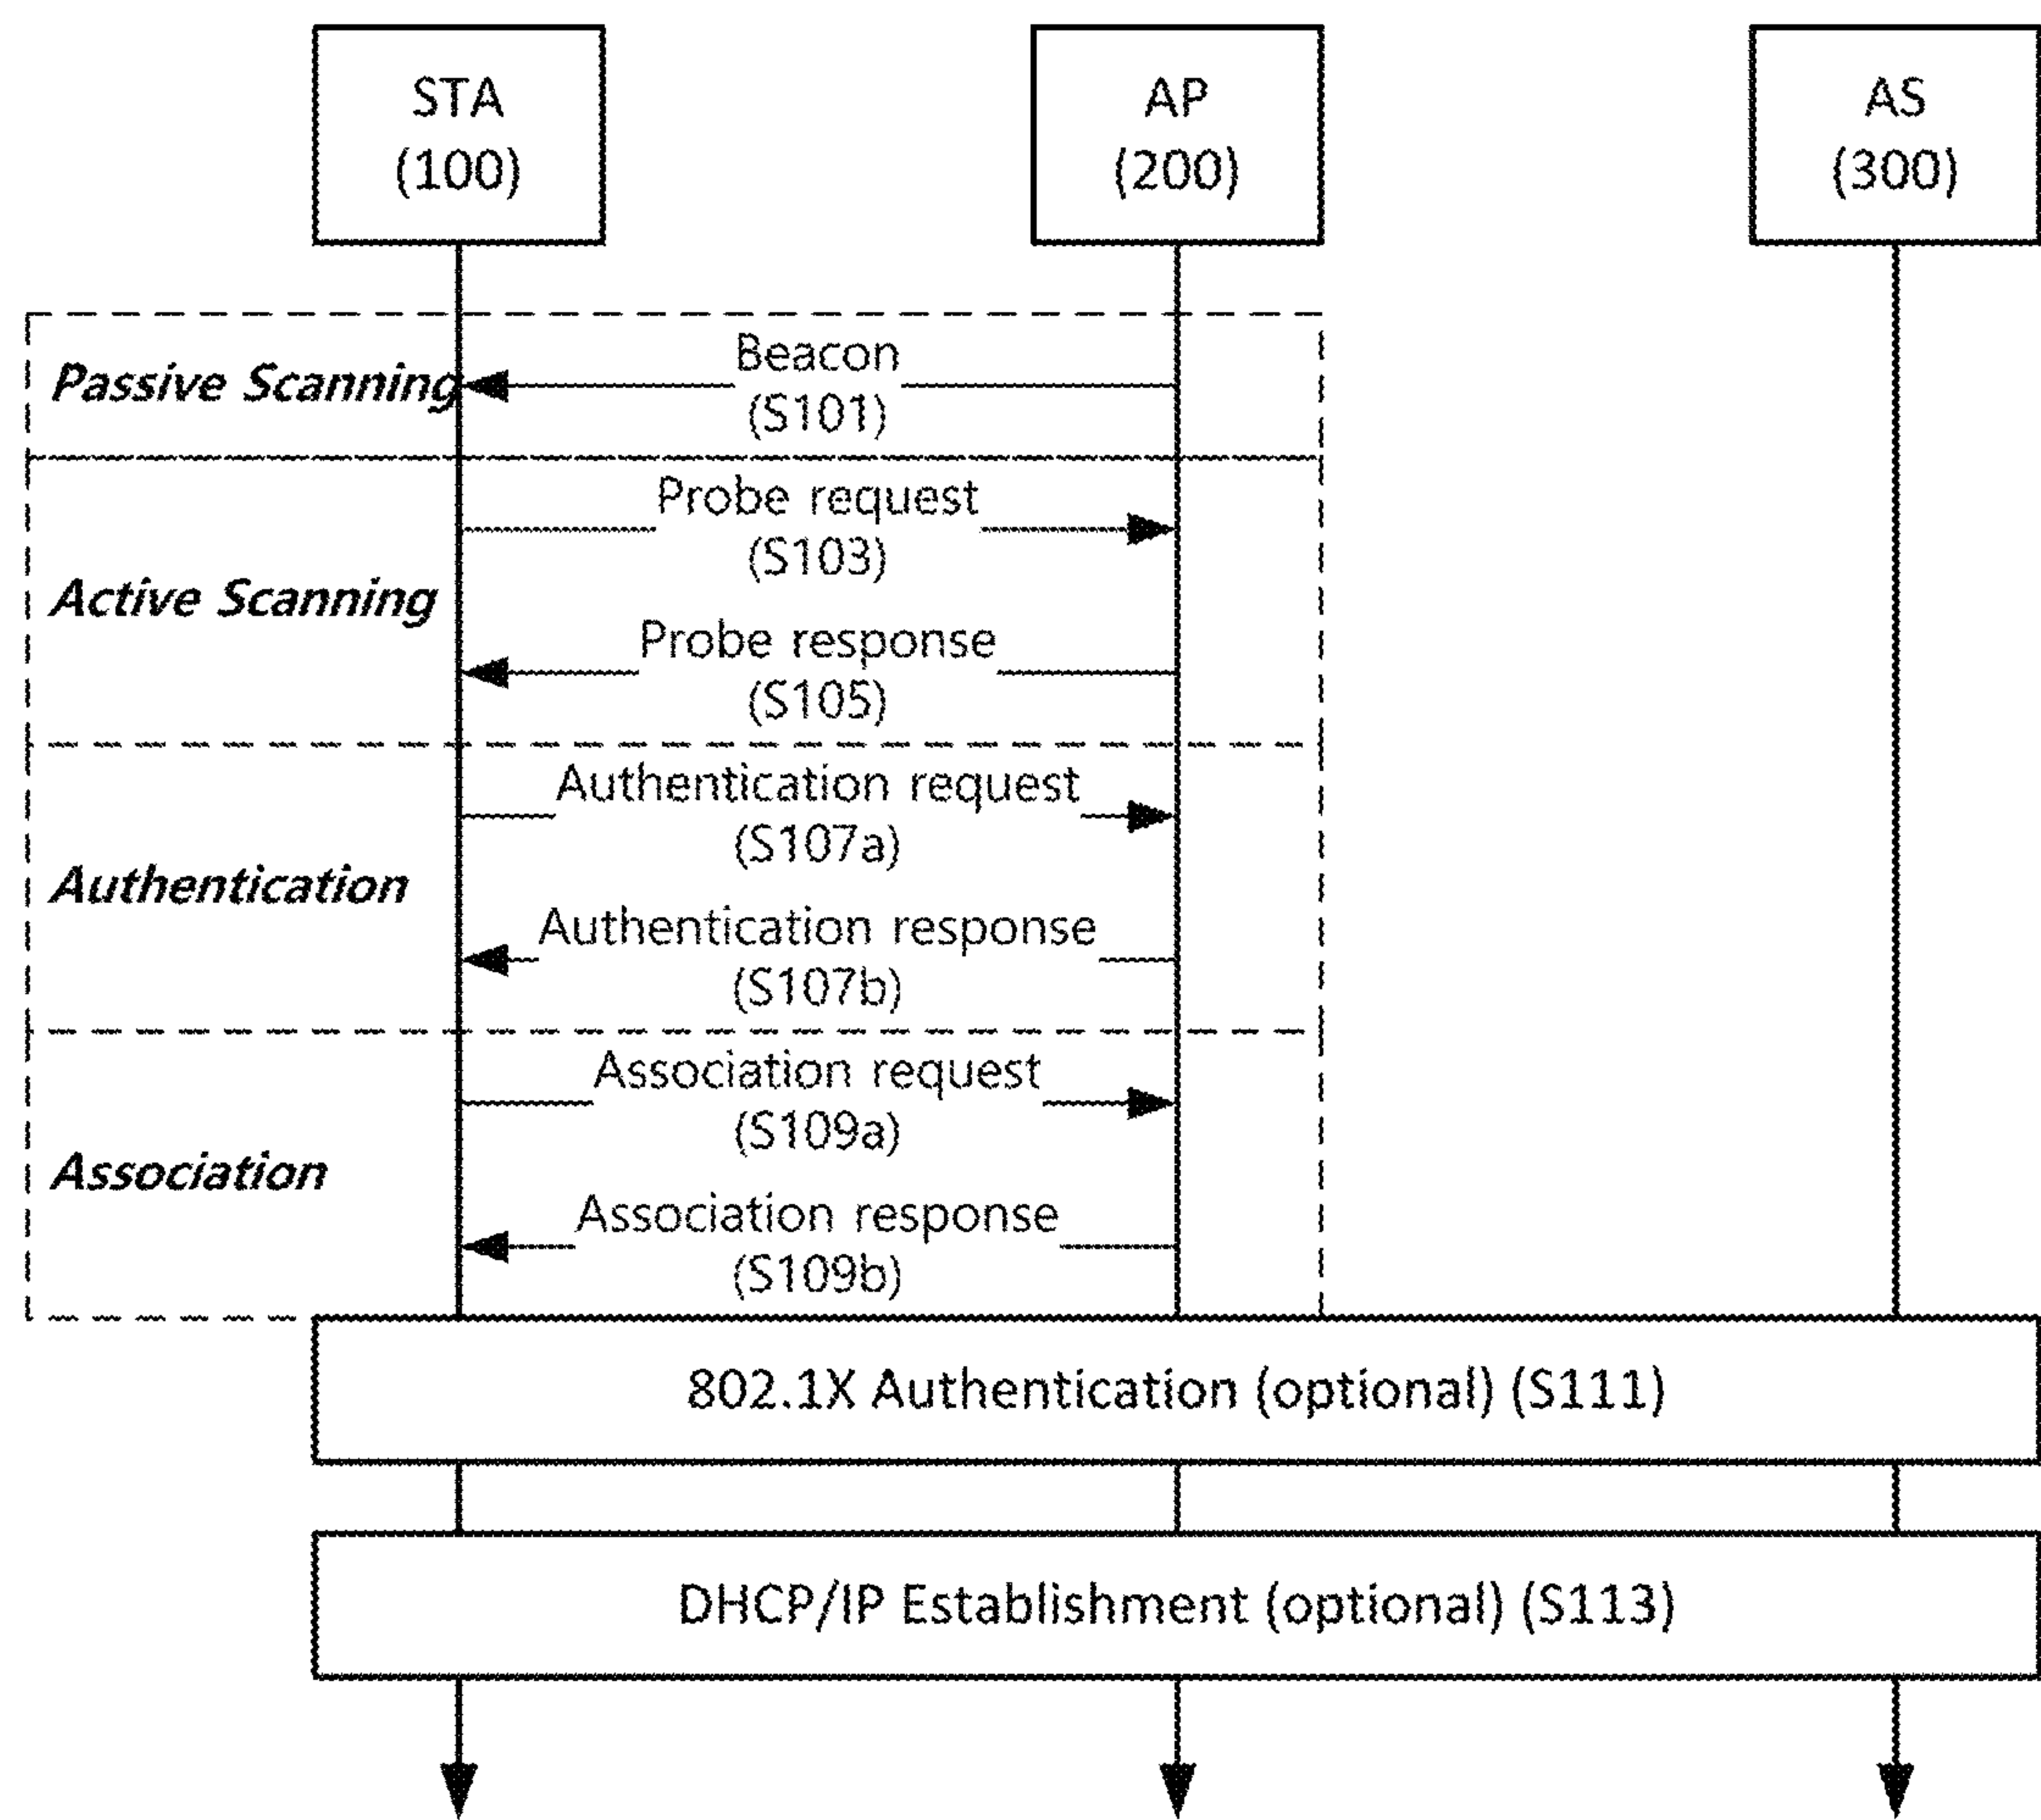 STA
(100)
AP
(200)
AS
(300)
Passive Scanning
Beacon
(S101)
Active Scanning
Probe request
(S103)
Probe response
(S105)
Authentication
Authentication request
(S107a)
Authentication response
(S107b)
Association
Association request
(S109a)
Association response
(S109b)
802.1X Authentication (optional) (S111)
DHCP/IP Establishment (optional) (S113)